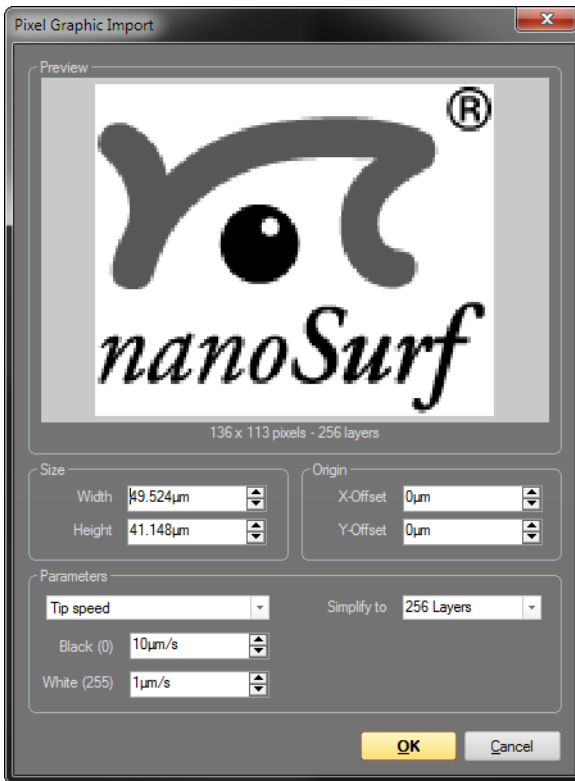 Pixel Graphic Import
Preview
®
nanoSurf
136 x 113 pixels - 256 layers
Size
Width 49.524µm
Height 41.148µm
Origin
X-Offset 0µm
Y-Offset 0µm
Parameters
Tip speed
Simplify to 256 Layers
Black (0) 10µm/s
White (255) 1µm/s
OK Cancel